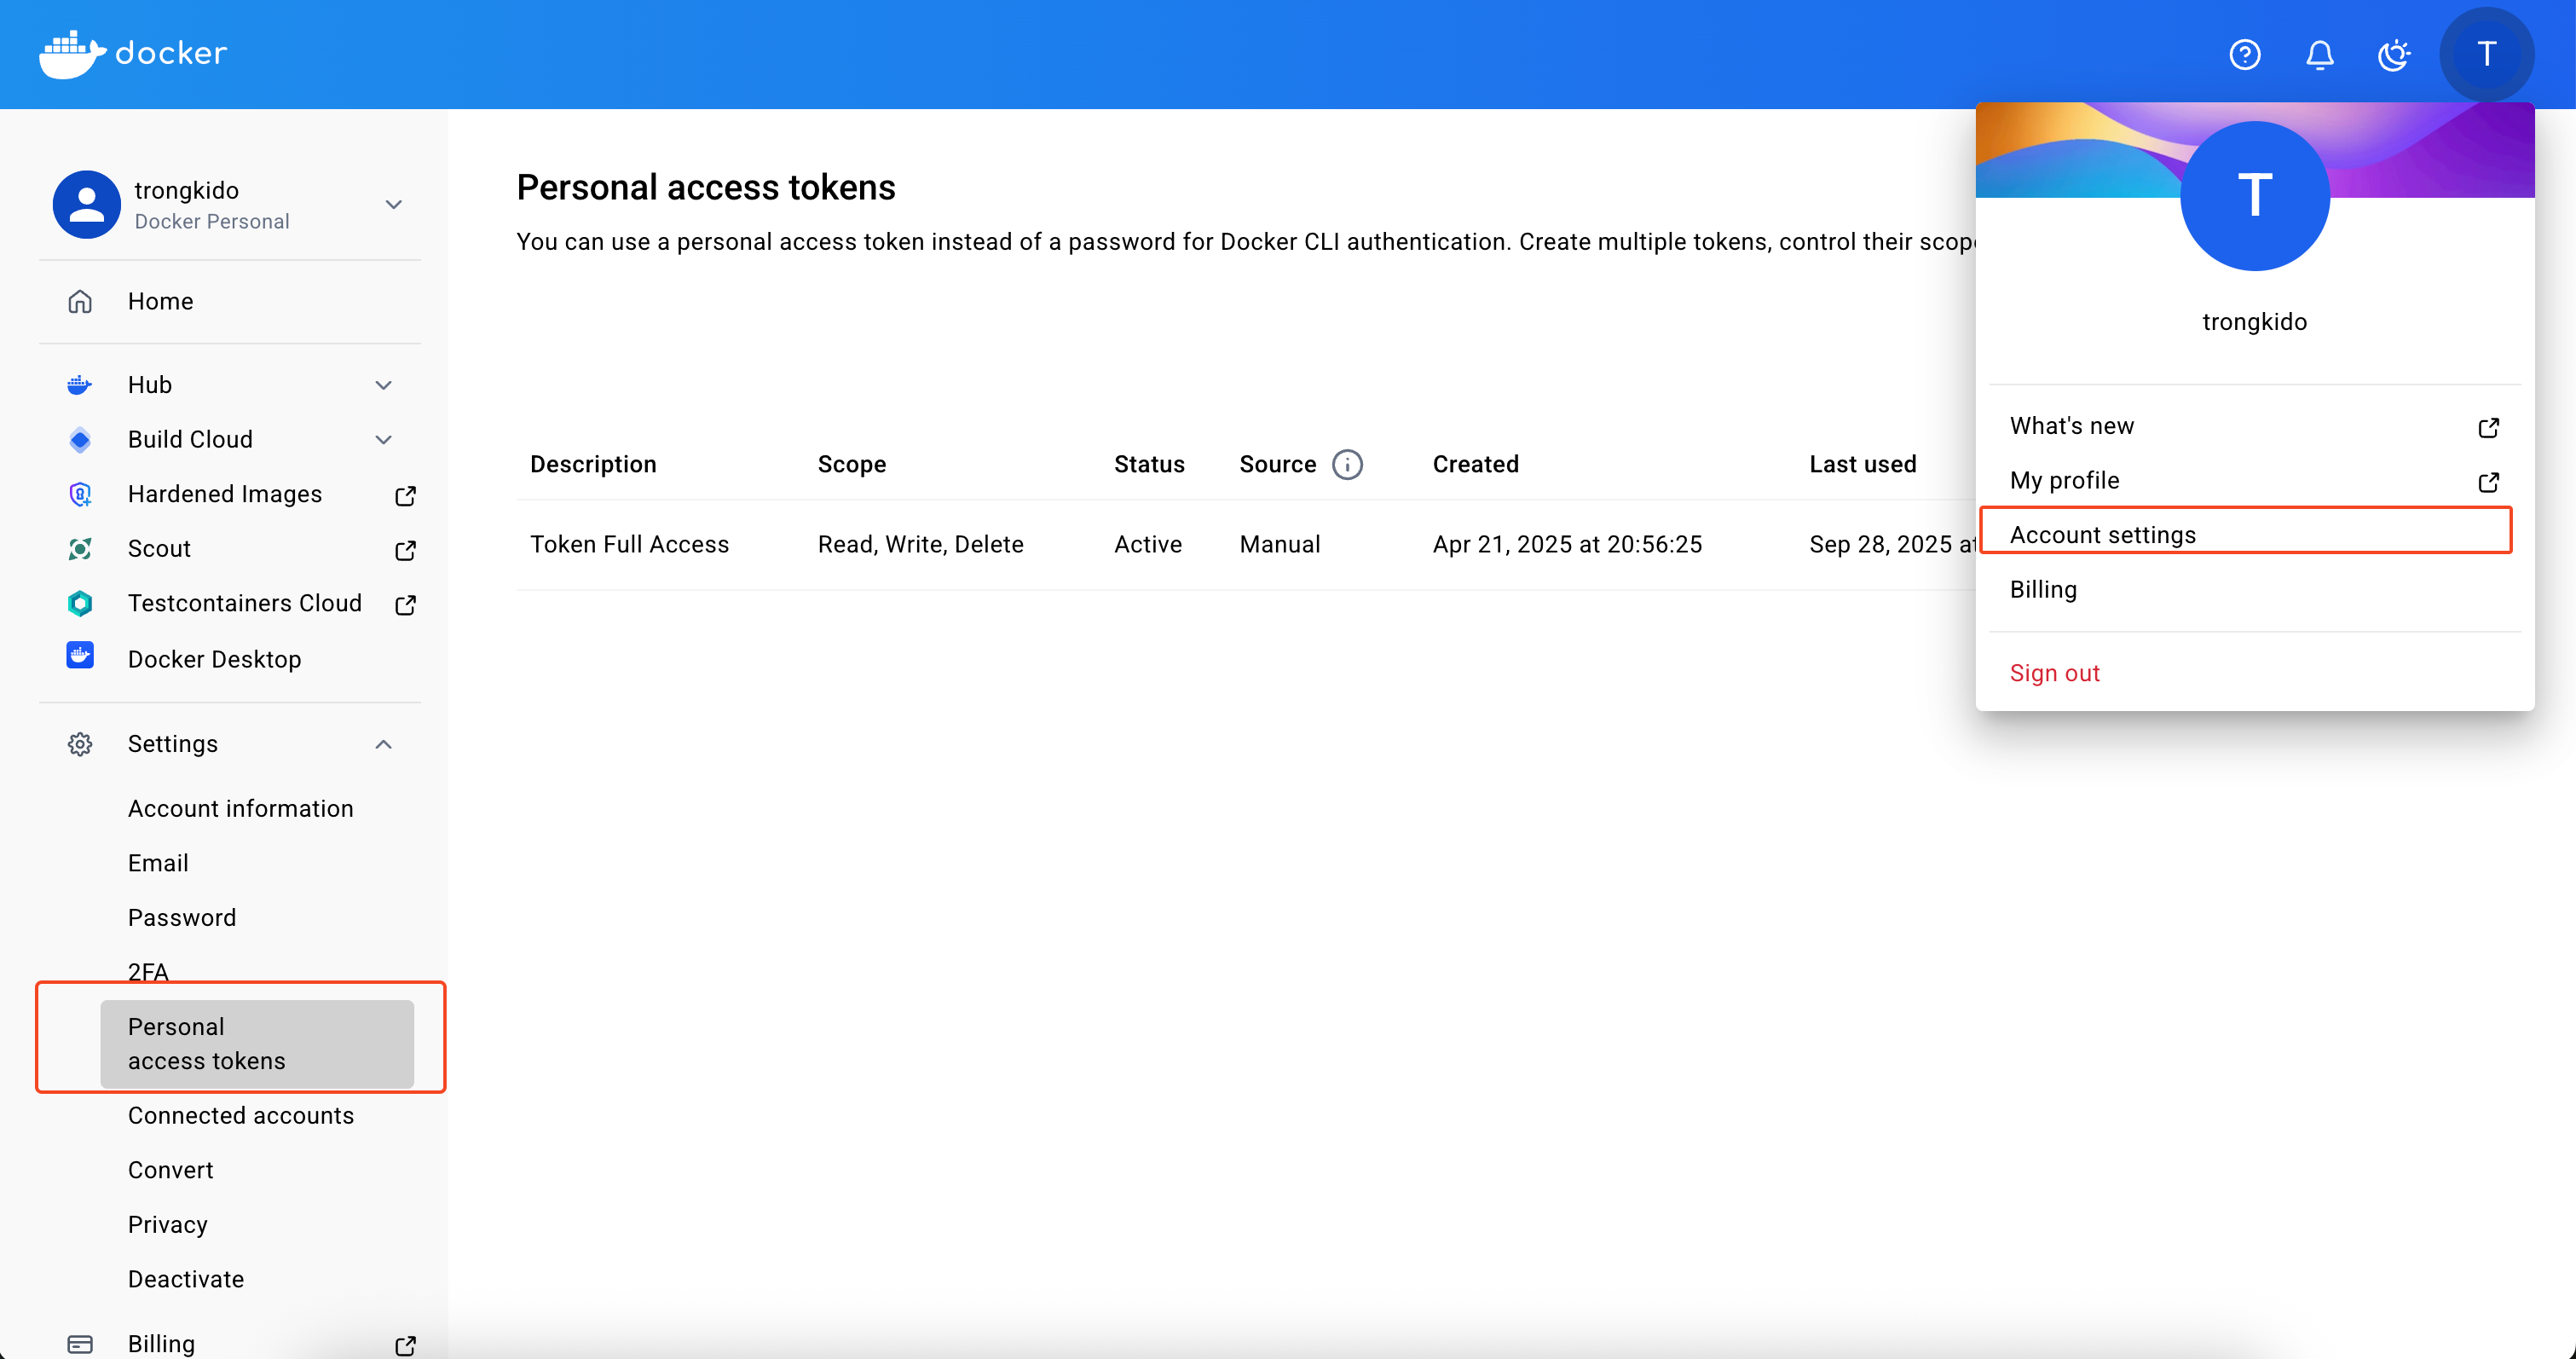 docker
T
trongkido
Docker Personal
Home
Hub
Build Cloud
Hardened Images
Scout
Testcontainers Cloud
Docker Desktop
Settings
Account information
Email
Password
2FA
Personal
access tokens
Connected accounts
Convert
Privacy
Deactivate
Billing
Personal access tokens
You can use a personal access token instead of a password for Docker CLI authentication. Create multiple tokens, control their scop
Description Scope Status Source Created Last used
Token Full Access Read, Write, Delete Active Manual Apr 21, 2025 at 20:56:25 Sep 28, 2025 at
T
trongkido
What's new
My profile
Account settings
Billing
Sign out